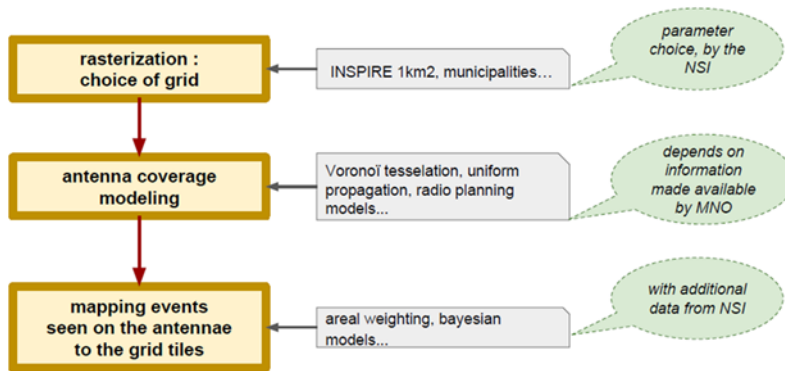 rasterization :
choice of grid
INSPIRE 1km2, municipalities…
parameter
choice, by the
NSI
antenna coverage
modeling
Voronoï tesselation, uniform
propagation, radio planning
models...
depends on
information
made available
by MNO
mapping events
seen on the antennae
to the grid tiles
areal weighting, bayesian
models...
with additional
data from NSI